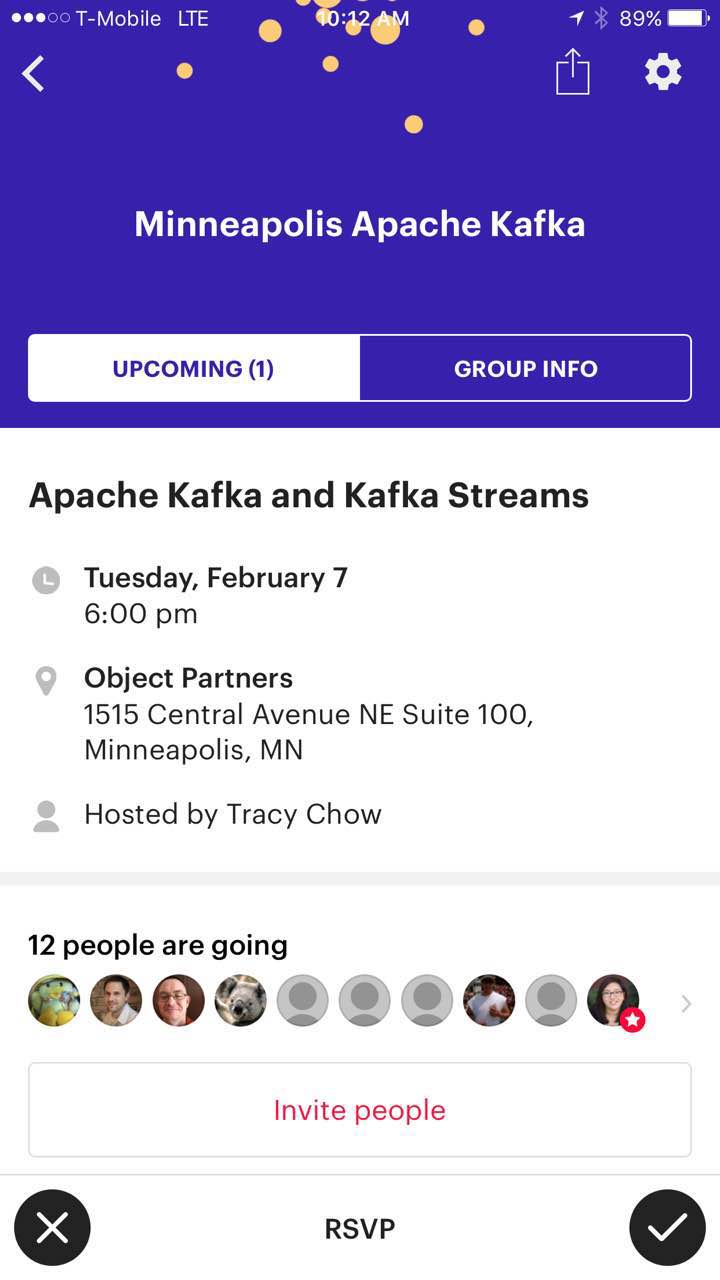 T-Mobile LTE 10:12 AM 89%
Minneapolis Apache Kafka
UPCOMING (1) GROUP INFO
Apache Kafka and Kafka Streams
Tuesday, February 7
6:00 pm
Object Partners
1515 Central Avenue NE Suite 100,
Minneapolis, MN
Hosted by Tracy Chow
12 people are going
Invite people
RSVP